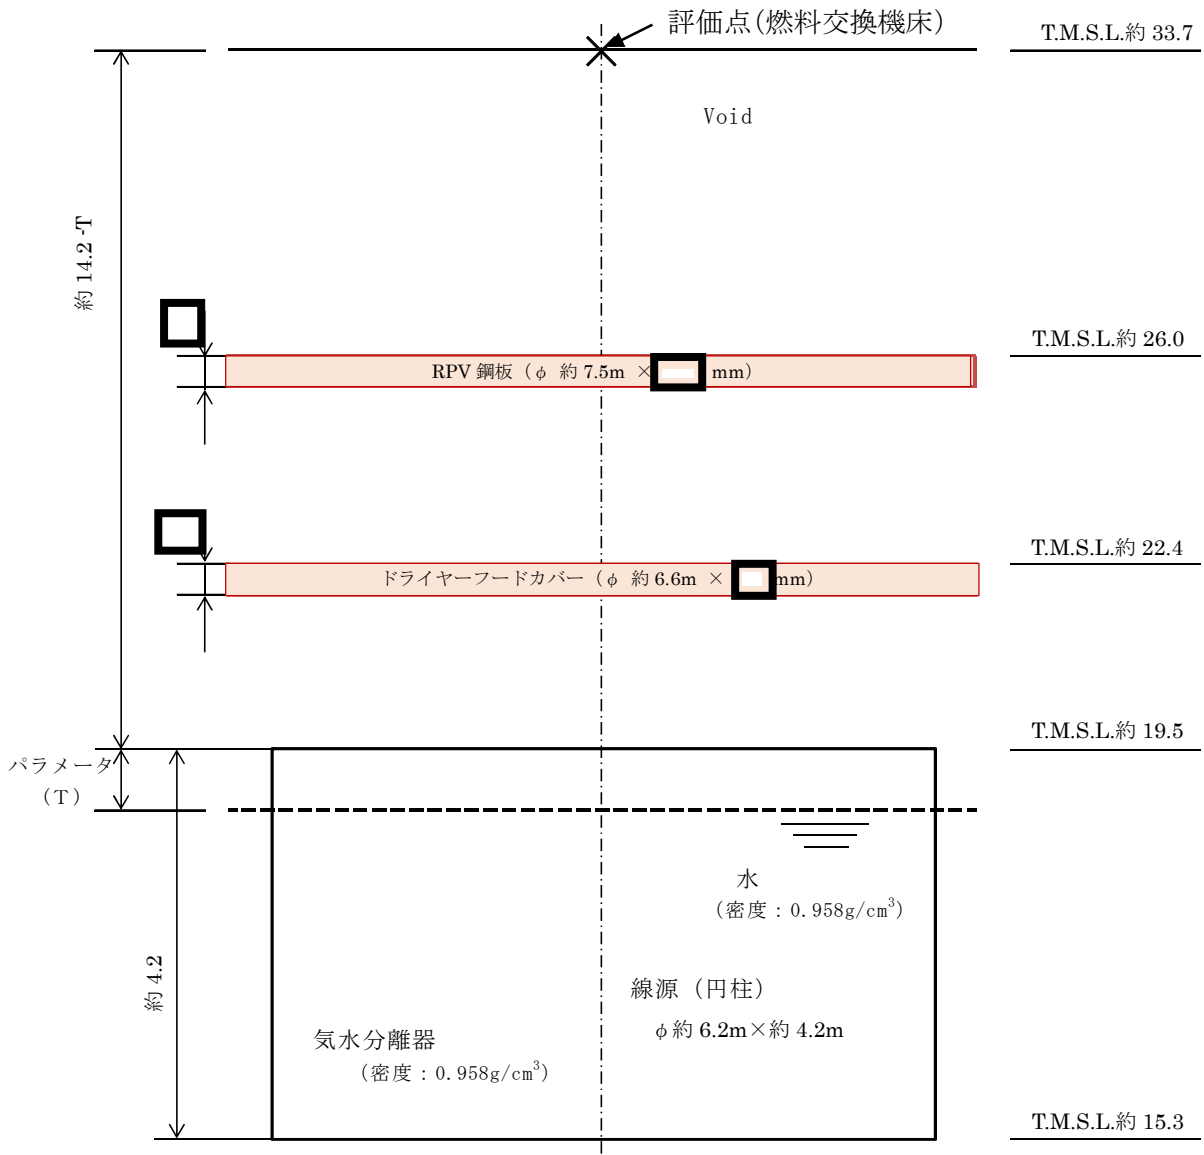 評価点(燃料交換機床)
T.M.S.L.約 33.7
Void
約 14.2 -T
T.M.S.L.約 26.0
RPV 鋼板（φ 約 7.5m × mm）
T.M.S.L.約 22.4
ドライヤーフードカバー（φ 約 6.6m × mm）
T.M.S.L.約 19.5
パラメータ
（T）
水
（密度：0.958g/cm³）
約 4.2
線源（円柱）
φ約 6.2m×約 4.2m
気水分離器
（密度：0.958g/cm³）
T.M.S.L.約 15.3